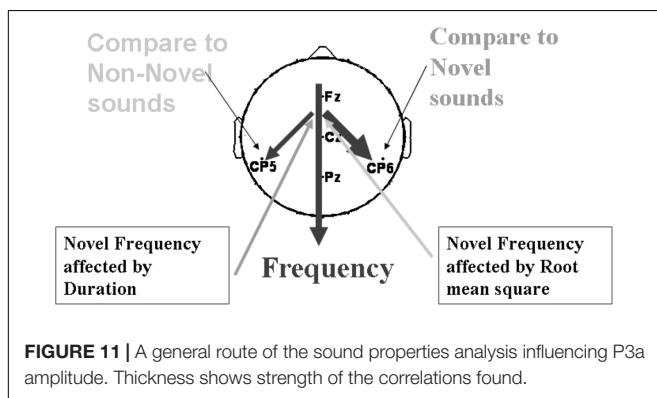 Compare to
Non-Novel
sounds
Compare to
Novel
sounds
Fz
Cz
Pz
CP5
CP6
Novel Frequency
affected by
Duration
Frequency
Novel Frequency
affected by Root
mean square
FIGURE 11 | A general route of the sound properties analysis influencing P3a
amplitude. Thickness shows strength of the correlations found.